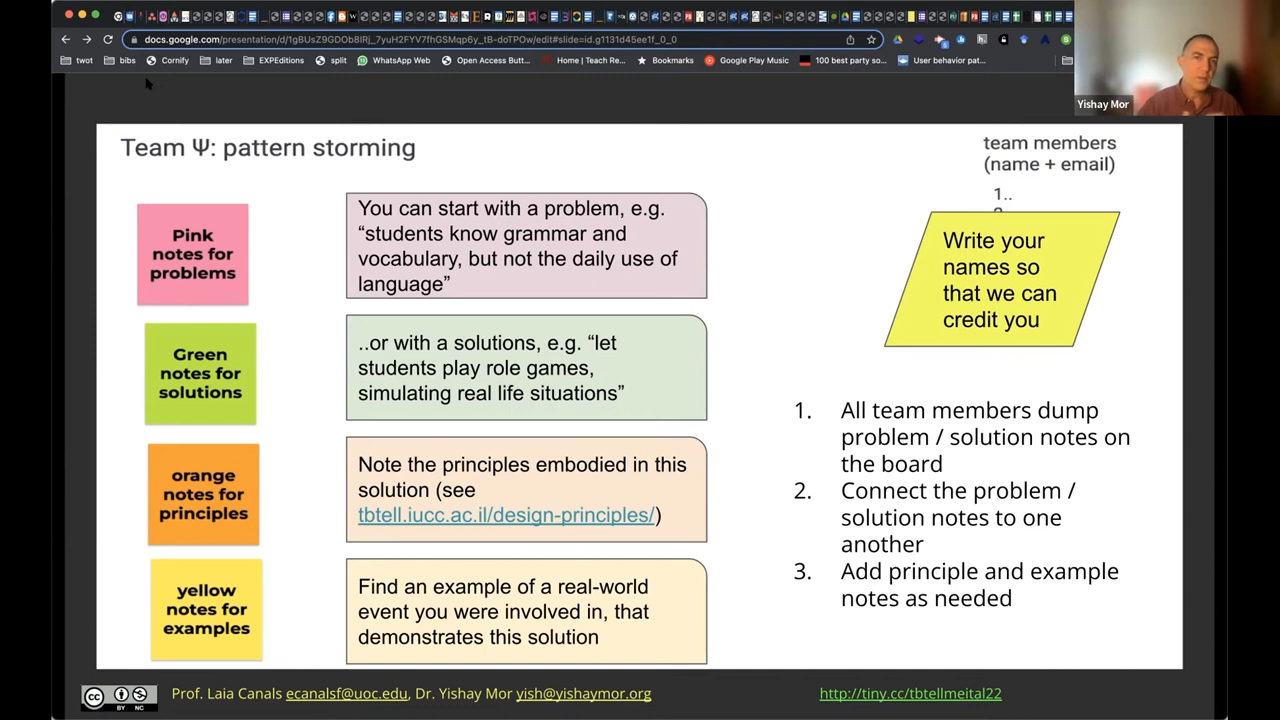 docs.google.com/presentation/d/1gBUsZ9GDOb8IRj_7yuH2FYV7fhGSMqp6y_tB-doTPOw/edit#slide=id.g1131d45ee1f_0_0
twot
bibs
Cornify
later
EXPEditions
split
WhatsApp Web
Open Access Butt...
Home | Teach Re...
Bookmarks
Google Play Music
100 best party so...
User behavior pat...
Yishay Mor
Team Ψ: pattern storming
team members
(name + email)
1..
Pink
notes for
problems
You can start with a problem, e.g.
“students know grammar and
vocabulary, but not the daily use of
language”
Write your
names so
that we can
credit you
Green
notes for
solutions
..or with a solutions, e.g. “let
students play role games,
simulating real life situations”
orange
notes for
principles
Note the principles embodied in this
solution (see
tbtell.iucc.ac.il/design-principles/)
yellow
notes for
examples
Find an example of a real-world
event you were involved in, that
demonstrates this solution
1. All team members dump
problem / solution notes on
the board
2. Connect the problem /
solution notes to one
another
3. Add principle and example
notes as needed
cc
BY NC
Prof. Laia Canals ecanalsf@uoc.edu, Dr. Yishay Mor yish@yishaymor.org
http://tiny.cc/tbtellmeital22